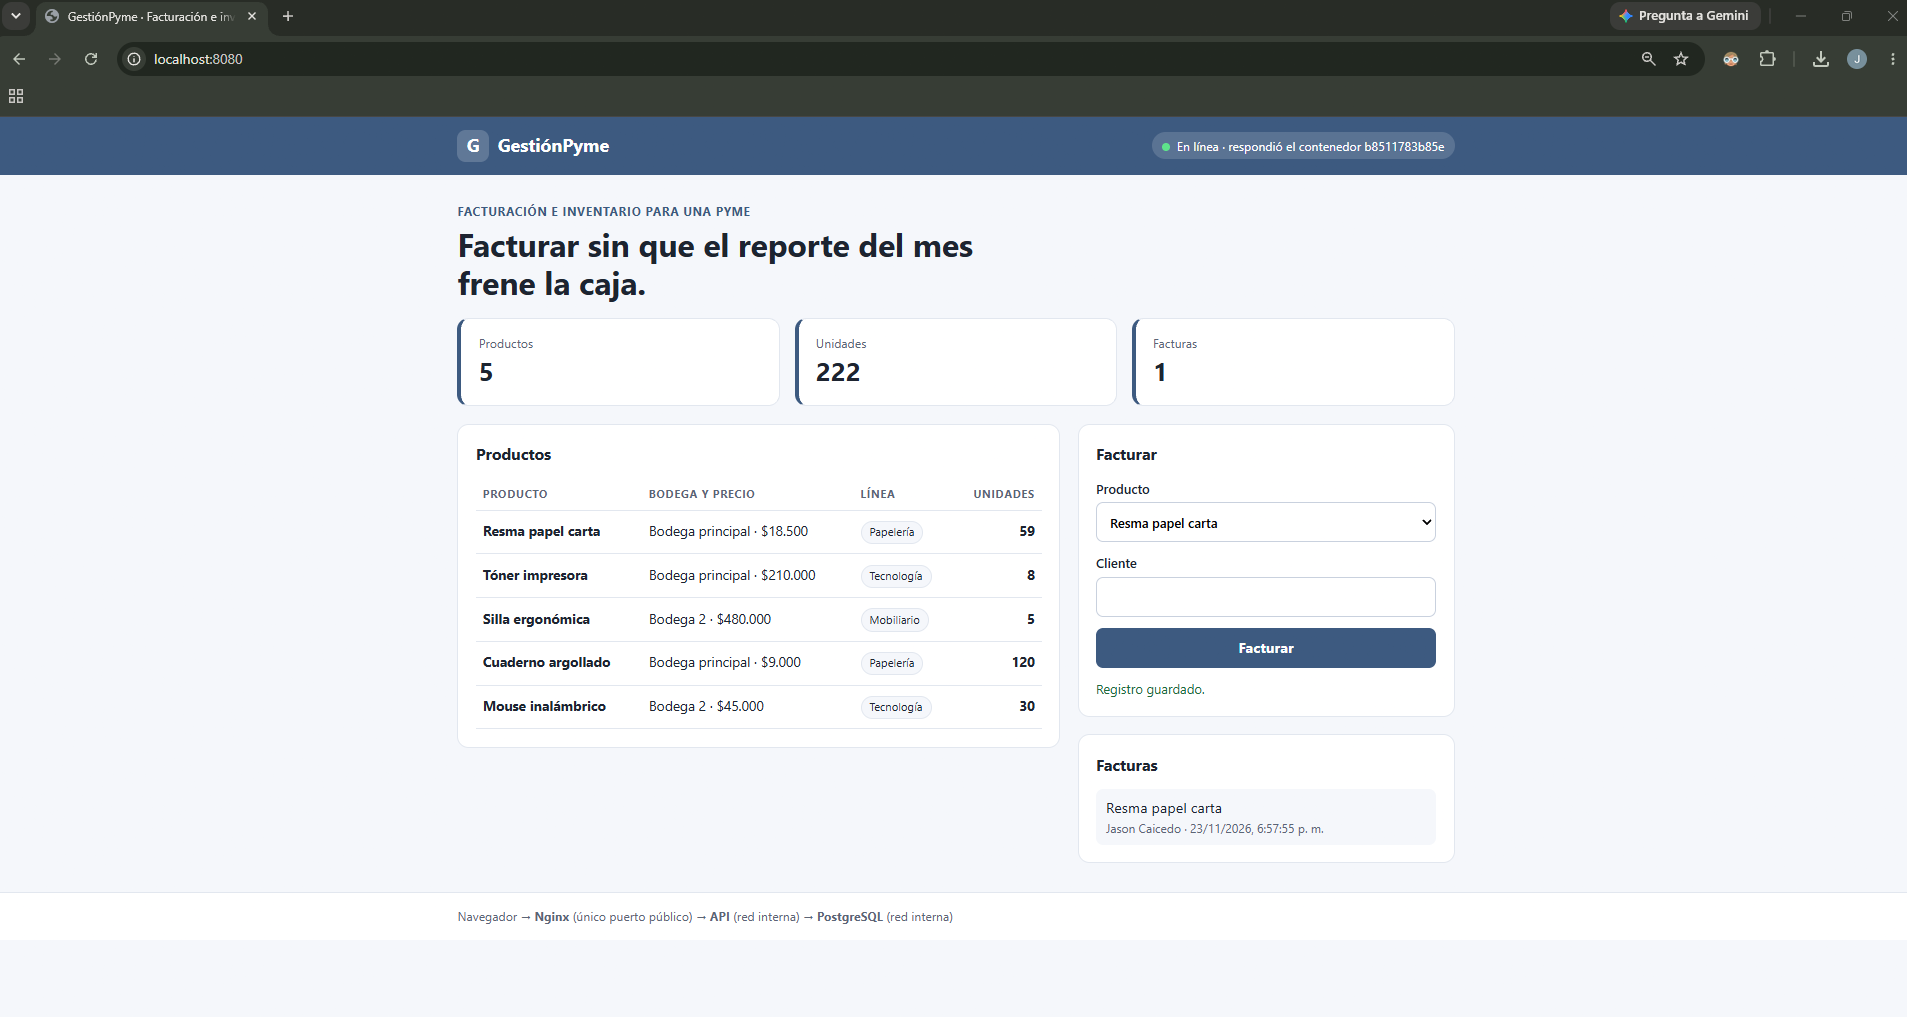 GestiónPyme · Facturación e in
Pregunta a Gemini
localhost:8080
J
G GestiónPyme
En línea · respondió el contenedor b8511783b85e
FACTURACIÓN E INVENTARIO PARA UNA PYME
Facturar sin que el reporte del mes
frene la caja.
Productos
5
Unidades
222
Facturas
1
Productos
PRODUCTO BODEGA Y PRECIO LÍNEA UNIDADES
Resma papel carta Bodega principal · $18.500 Papelería 59
Tóner impresora Bodega principal · $210.000 Tecnología 8
Silla ergonómica Bodega 2 · $480.000 Mobiliario 5
Cuaderno argollado Bodega principal · $9.000 Papelería 120
Mouse inalámbrico Bodega 2 · $45.000 Tecnología 30
Facturar
Producto
Resma papel carta
Cliente
Facturar
Registro guardado.
Facturas
Resma papel carta
Jason Caicedo · 23/11/2026, 6:57:55 p. m.
Navegador → Nginx (único puerto público) → API (red interna) → PostgreSQL (red interna)